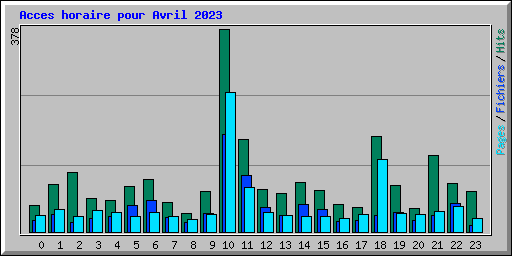 Acces horaire pour Avril 2023
378
Pages / Fichiers / Hits
0 1 2 3 4 5 6 7 8 9 10 11 12 13 14 15 16 17 18 19 20 21 22 23